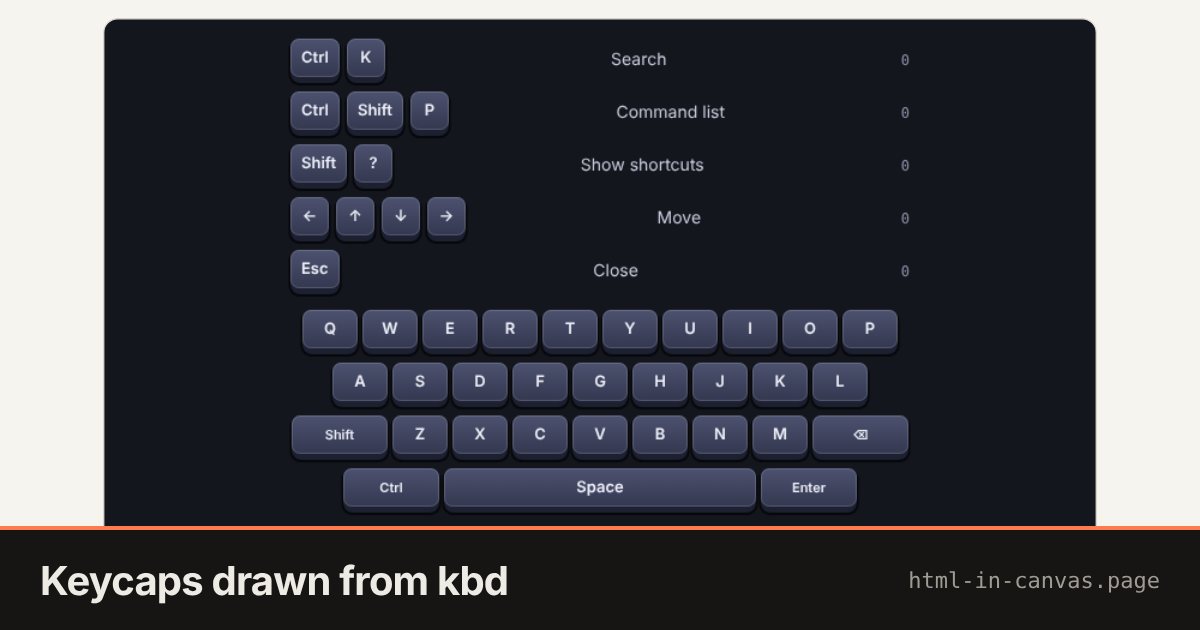 Ctrl K Search 0
Ctrl Shift P Command list 0
Shift ? Show shortcuts 0
← ↑ ↓ → Move 0
Esc Close 0
Q W E R T Y U I O P
A S D F G H J K L
Shift Z X C V B N M ⌫
Ctrl Space Enter
Keycaps drawn from kbd
html-in-canvas.page